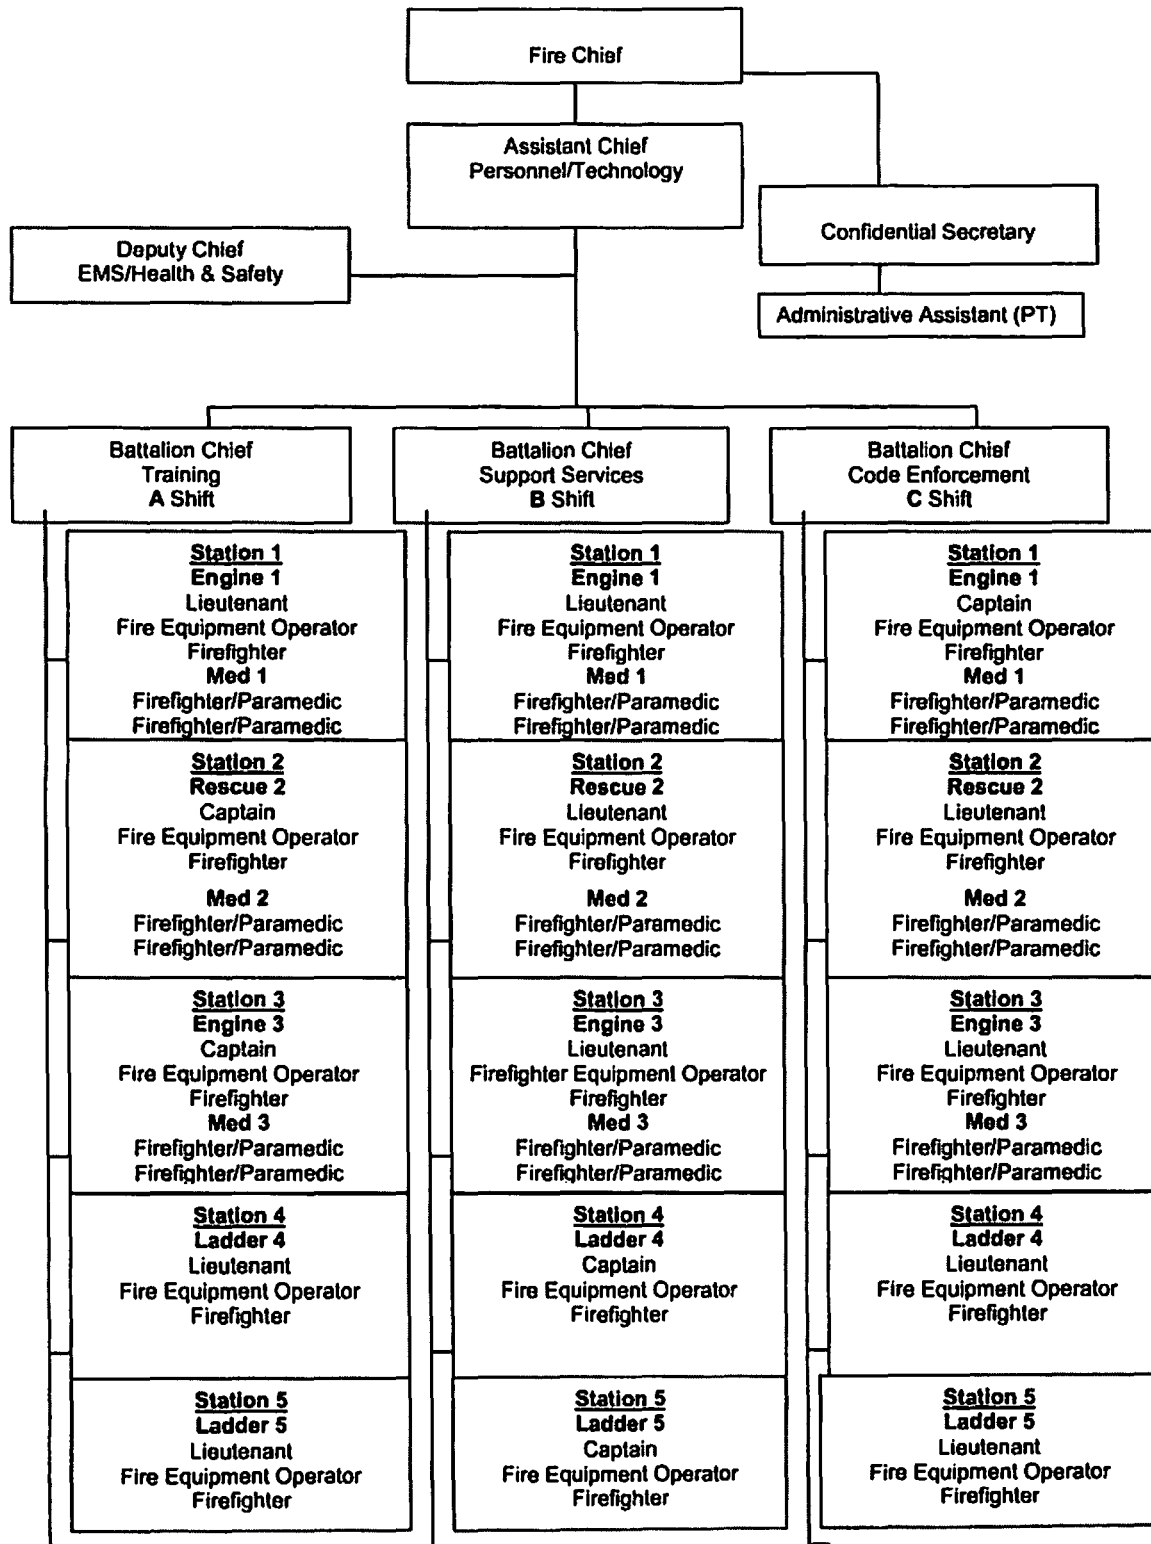 Fire Chief
Assistant Chief
Personnel/Technology
Confidential Secretary
Deputy Chief
EMS/Health & Safety
Administrative Assistant (PT)
Battalion Chief
Training
A Shift
Station 1
Engine 1
Lieutenant
Fire Equipment Operator
Firefighter
Med 1
Firefighter/Paramedic
Firefighter/Paramedic
Station 2
Rescue 2
Captain
Fire Equipment Operator
Firefighter
Med 2
Firefighter/Paramedic
Firefighter/Paramedic
Station 3
Engine 3
Captain
Fire Equipment Operator
Firefighter
Med 3
Firefighter/Paramedic
Firefighter/Paramedic
Station 4
Ladder 4
Lieutenant
Fire Equipment Operator
Firefighter
Station 5
Ladder 5
Lieutenant
Fire Equipment Operator
Firefighter
Battalion Chief
Support Services
B Shift
Station 1
Engine 1
Lieutenant
Fire Equipment Operator
Firefighter
Med 1
Firefighter/Paramedic
Firefighter/Paramedic
Station 2
Rescue 2
Lieutenant
Fire Equipment Operator
Firefighter
Med 2
Firefighter/Paramedic
Firefighter/Paramedic
Station 3
Engine 3
Lieutenant
Firefighter Equipment Operator
Firefighter
Med 3
Firefighter/Paramedic
Firefighter/Paramedic
Station 4
Ladder 4
Captain
Fire Equipment Operator
Firefighter
Station 5
Ladder 5
Captain
Fire Equipment Operator
Firefighter
Battalion Chief
Code Enforcement
C Shift
Station 1
Engine 1
Captain
Fire Equipment Operator
Firefighter
Med 1
Firefighter/Paramedic
Firefighter/Paramedic
Station 2
Rescue 2
Lieutenant
Fire Equipment Operator
Firefighter
Med 2
Firefighter/Paramedic
Firefighter/Paramedic
Station 3
Engine 3
Lieutenant
Fire Equipment Operator
Firefighter
Med 3
Firefighter/Paramedic
Firefighter/Paramedic
Station 4
Ladder 4
Lieutenant
Fire Equipment Operator
Firefighter
Station 5
Ladder 5
Lieutenant
Fire Equipment Operator
Firefighter